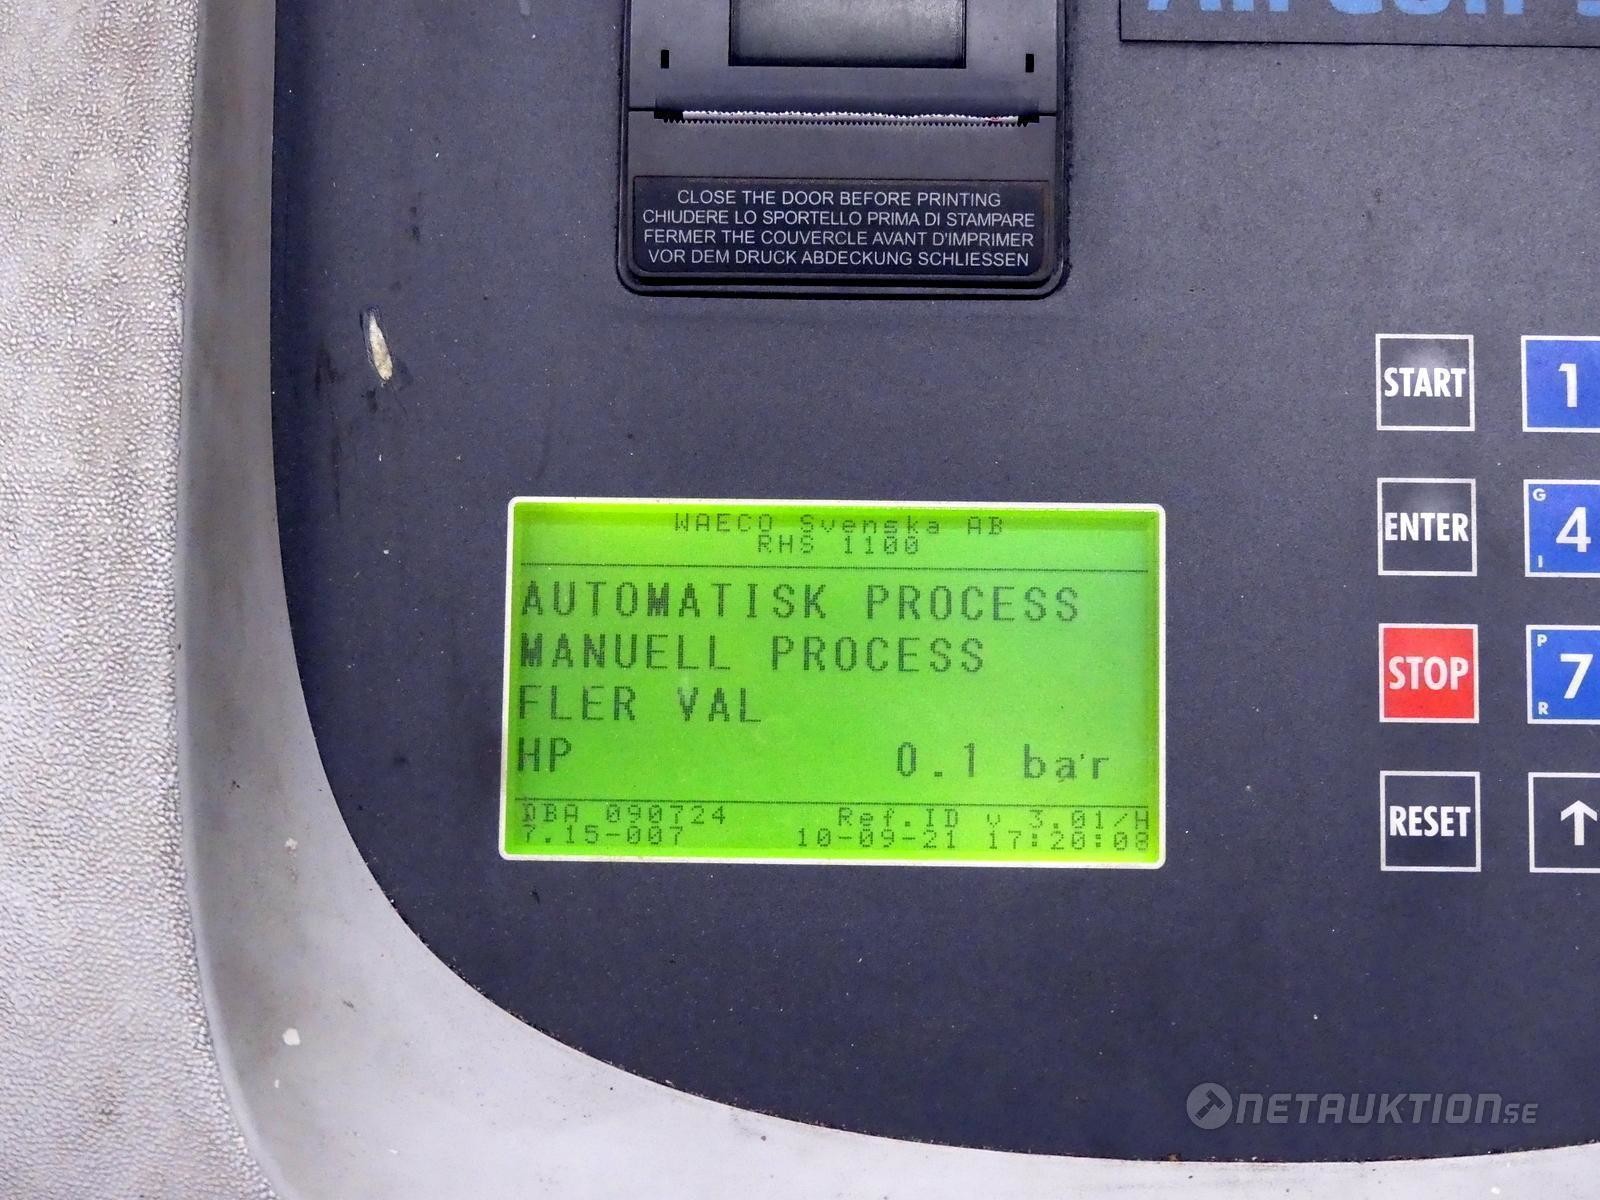 CLOSE THE DOOR BEFORE PRINTING
CHIUDERE LO SPORTELLO PRIMA DI STAMPARE
FERMER THE COUVERCLE AVANT D'IMPRIMER
VOR DEM DRUCK ABDECKUNG SCHLIESSEN
START 1
ENTER G 4 I
STOP P 7 R
RESET ↑
WAECO Svenska AB
RHS 1100
AUTOMATISK PROCESS
MANUELL PROCESS
FLER VAL
HP 0.1 bar
DBA 090724 Ref.ID v 3.01/H
7.15-007 10-09-21 17:20:08
NETAUKTION.SE